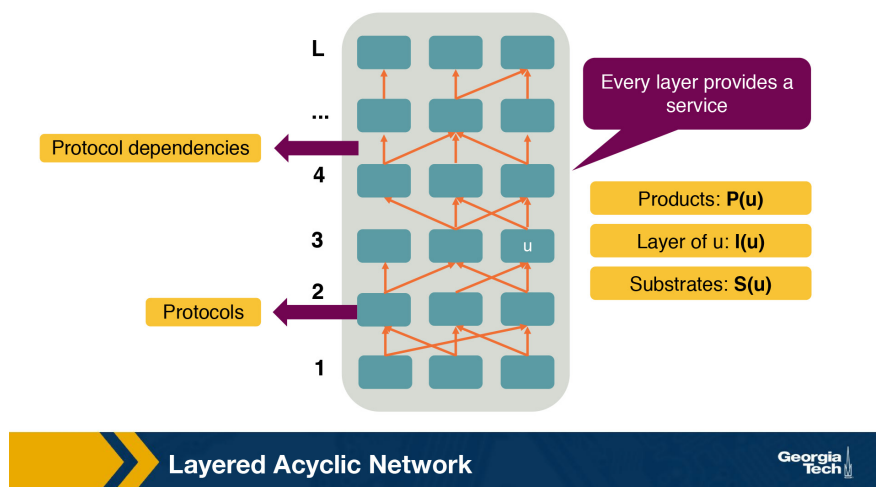 L
...
4
3
2
1
u
Protocol dependencies
Protocols
Every layer provides a
service
Products: P(u)
Layer of u: l(u)
Substrates: S(u)
Layered Acyclic Network
Georgia
Tech